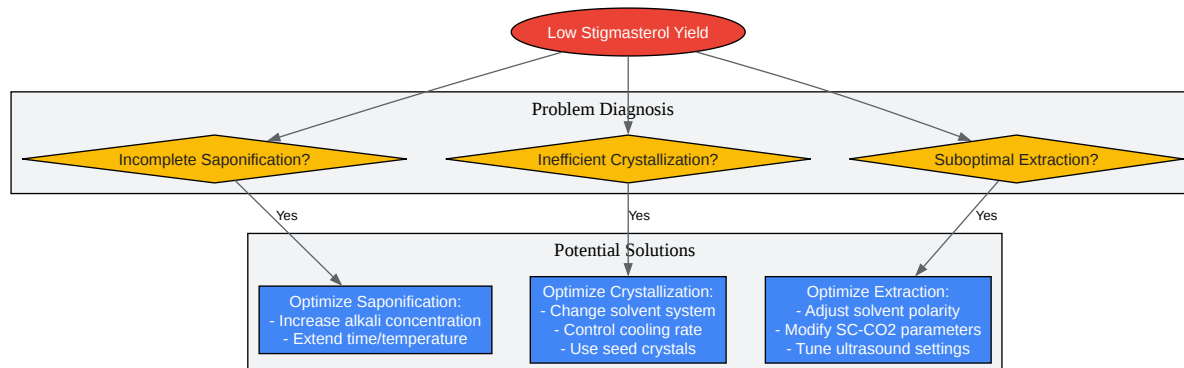 Low Stigmasterol Yield
Problem Diagnosis
Incomplete Saponification?
Inefficient Crystallization?
Suboptimal Extraction?
Yes
Yes
Yes
Potential Solutions
Optimize Saponification:
- Increase alkali concentration
- Extend time/temperature
Optimize Crystallization:
- Change solvent system
- Control cooling rate
- Use seed crystals
Optimize Extraction:
- Adjust solvent polarity
- Modify SC-CO2 parameters
- Tune ultrasound settings